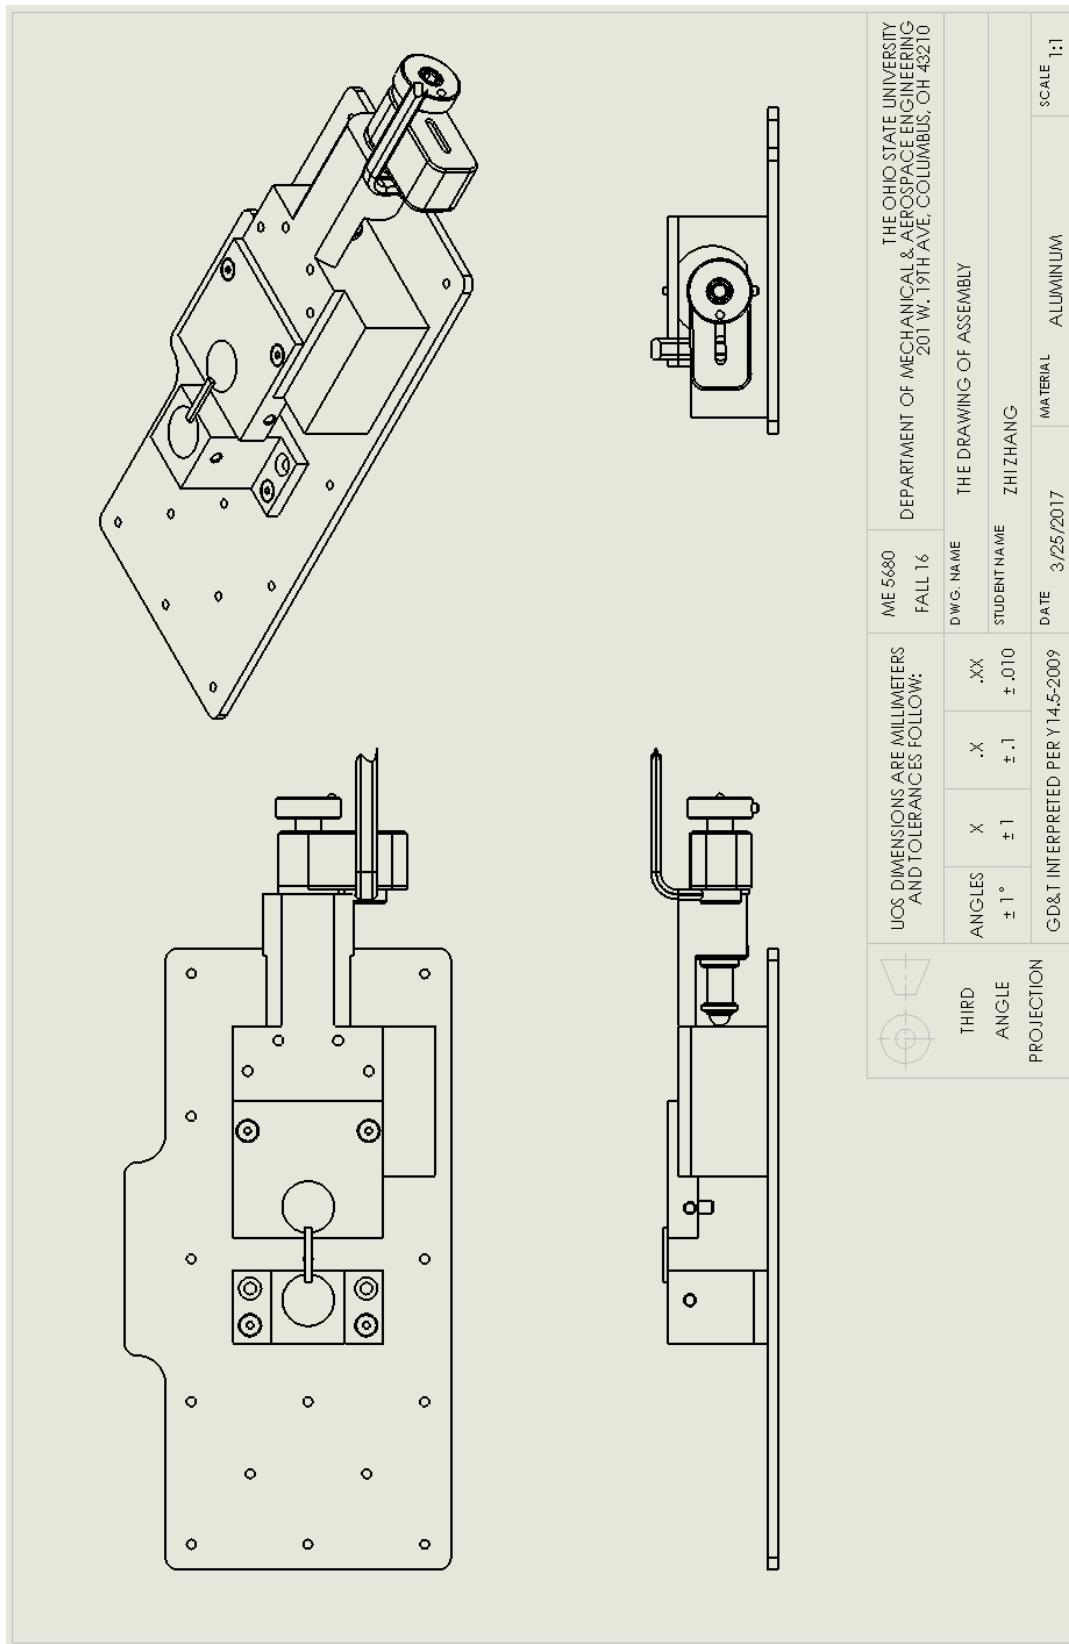 THIRD
ANGLE
PROJECTION
UOS DIMENSIONS ARE MILLIMETERS
AND TOLERANCES FOLLOW:
ANGLES X .X .XX
±1° ±1 ±.1 ±.010
GD&T INTERPRETED PER Y14.5-2009
ME 5680
FALL 16
THE OHIO STATE UNIVERSITY
DEPARTMENT OF MECHANICAL & AEROSPACE ENGINEERING
201 W. 19TH AVE, COLUMBUS, OH 43210
DWG. NAME THE DRAWING OF ASSEMBLY
STUDENT NAME ZHI ZHANG
DATE 3/25/2017
MATERIAL ALUMINUM
SCALE 1:1